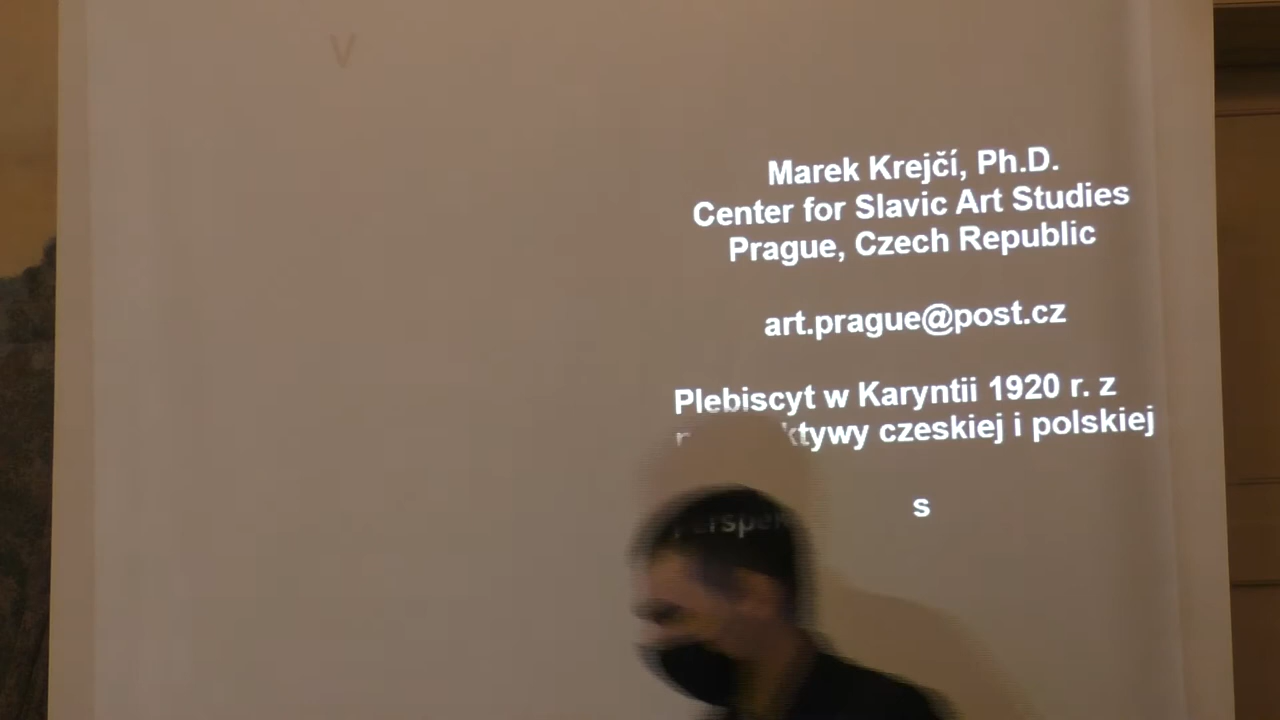 V
Marek Krejčí, Ph.D.
Center for Slavic Art Studies
Prague, Czech Republic
art.prague@post.cz
Plebiscyt w Karyntii 1920 r. z
perspektywy czeskiej i polskiej
s